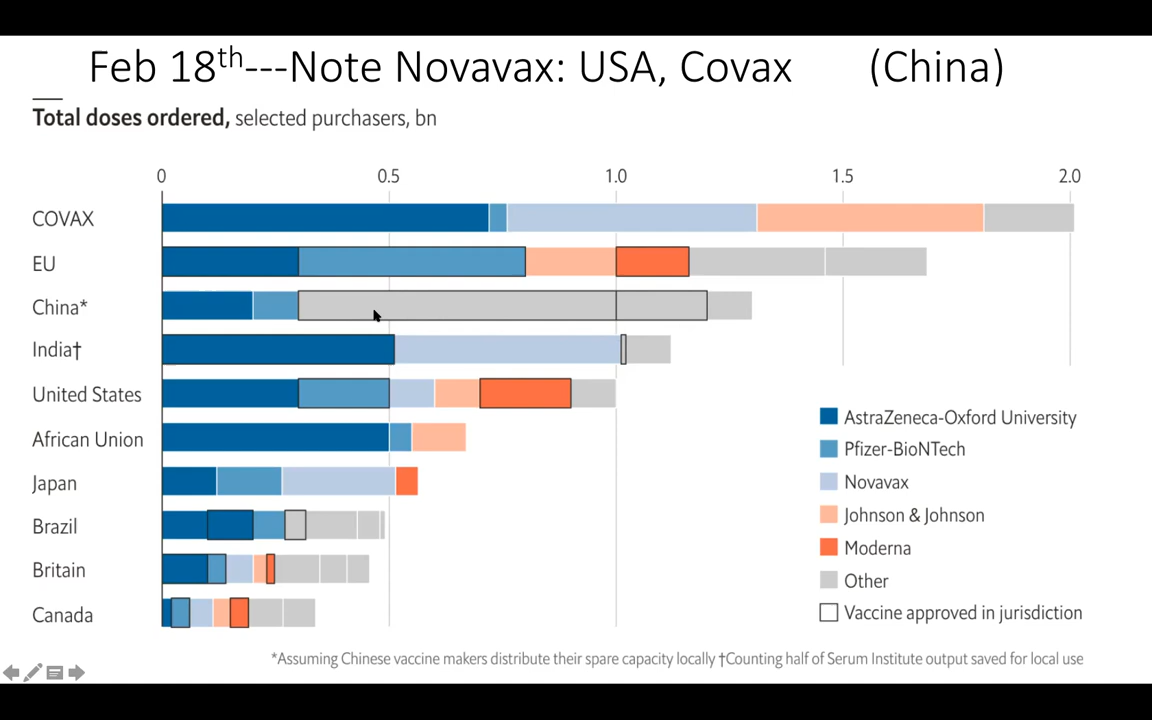 Feb 18th---Note Novavax: USA, Covax (China)
Total doses ordered, selected purchasers, bn
0 0.5 1.0 1.5 2.0
COVAX
EU
China*
India†
United States
African Union
Japan
Brazil
Britain
Canada
AstraZeneca-Oxford University
Pfizer-BioNTech
Novavax
Johnson & Johnson
Moderna
Other
Vaccine approved in jurisdiction
*Assuming Chinese vaccine makers distribute their spare capacity locally †Counting half of Serum Institute output saved for local use